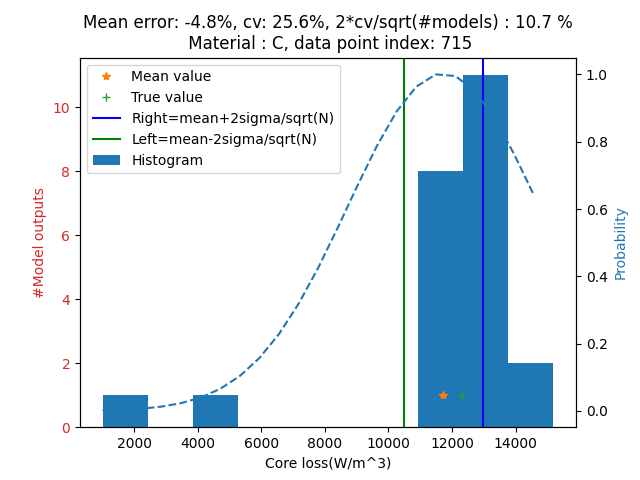 Mean error: -4.8%, cv: 25.6%, 2*cv/sqrt(#models) : 10.7 %
Material : C, data point index: 715
Mean value
True value
Right=mean+2sigma/sqrt(N)
Left=mean-2sigma/sqrt(N)
Histogram
#Model outputs
0
2
4
6
8
10
2000 4000 6000 8000 10000 12000 14000
Core loss(W/m^3)
0.0
0.2
0.4
0.6
0.8
1.0
Probability